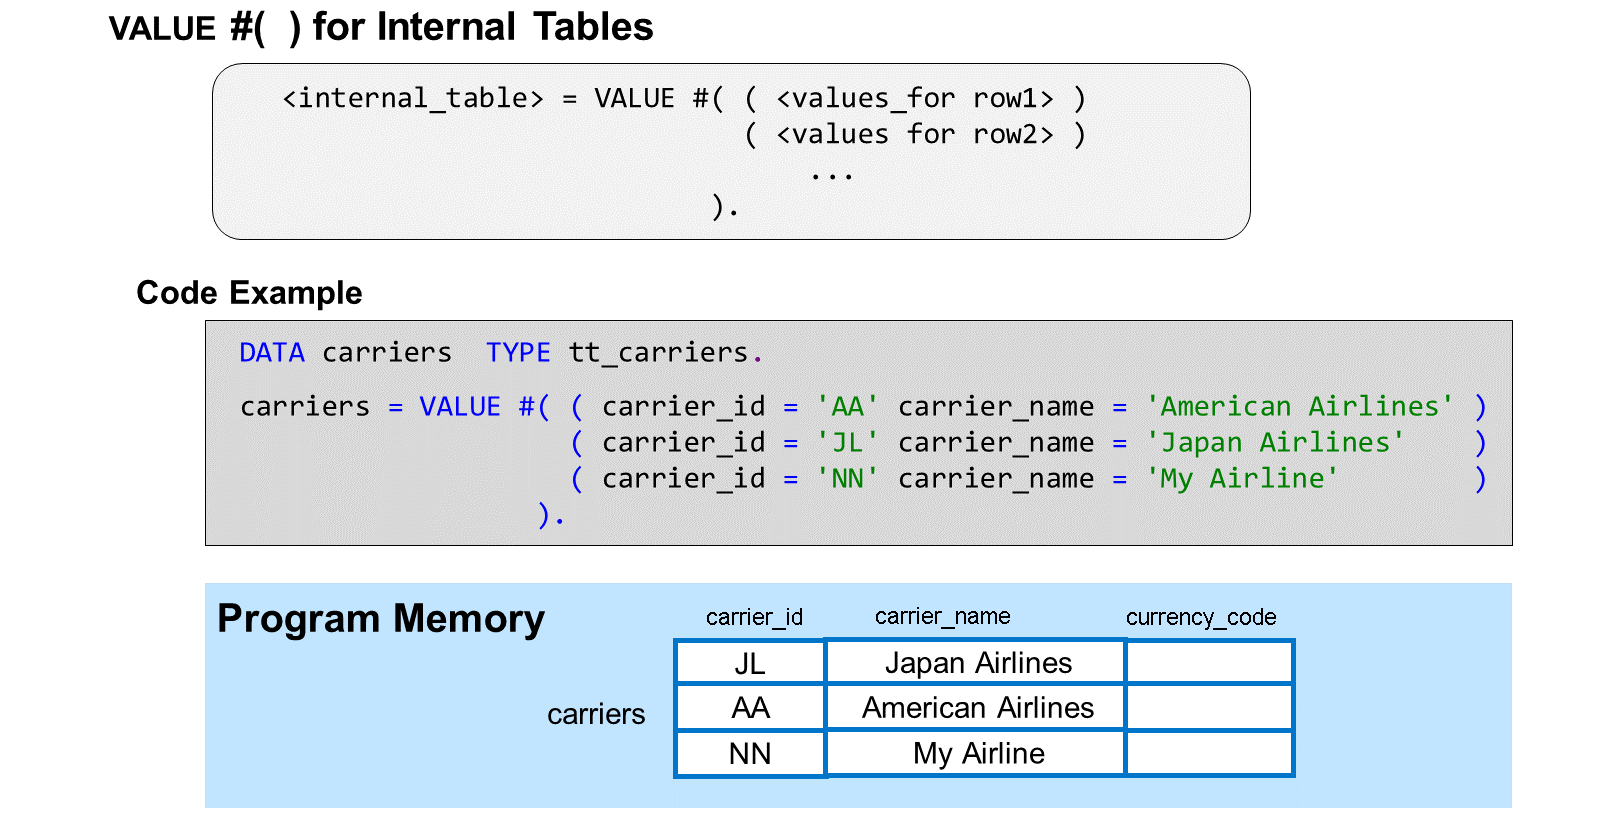 VALUE #( ) for Internal Tables
<internal_table> = VALUE #( ( <values_for row1> )
( <values for row2> )
...
).
Code Example
DATA carriers TYPE tt_carriers.
carriers = VALUE #( ( carrier_id = 'AA' carrier_name = 'American Airlines' )
( carrier_id = 'JL' carrier_name = 'Japan Airlines' )
( carrier_id = 'NN' carrier_name = 'My Airline' )
).
Program Memory
carrier_id carrier_name currency_code
JL Japan Airlines
carriers AA American Airlines
NN My Airline